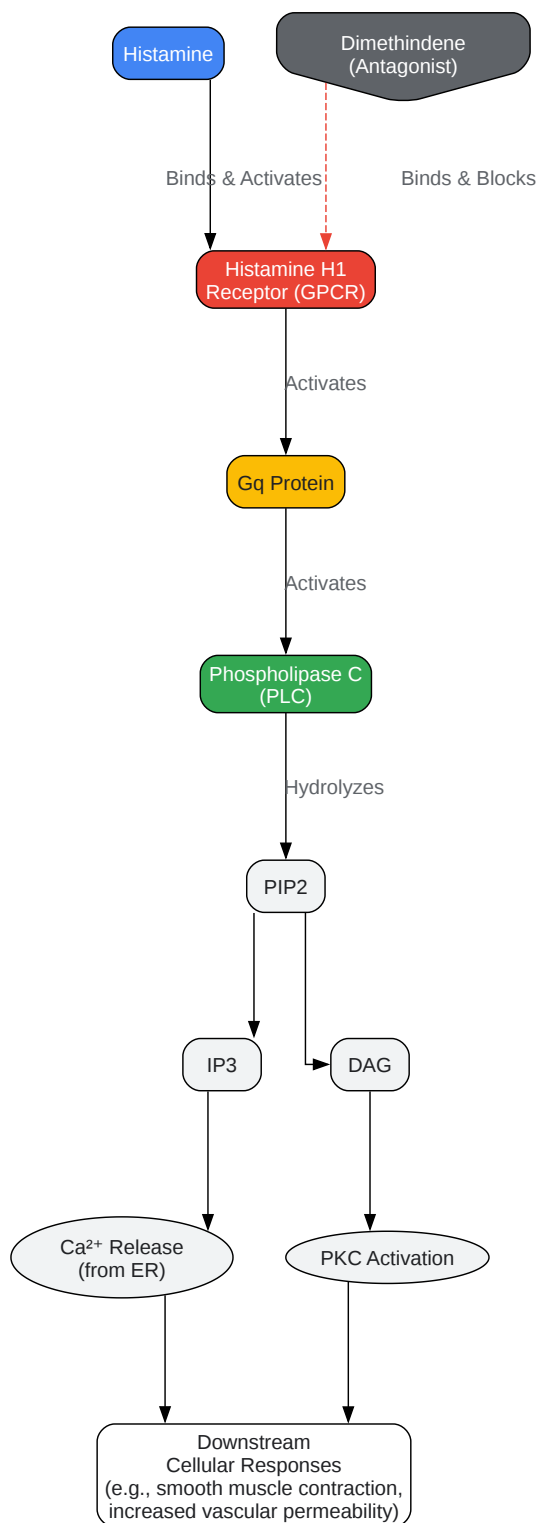 Histamine
Dimethindene
(Antagonist)
Binds & Activates
Binds & Blocks
Histamine H1
Receptor (GPCR)
Activates
Gq Protein
Activates
Phospholipase C
(PLC)
Hydrolyzes
PIP2
IP3
DAG
Ca²⁺ Release
(from ER)
PKC Activation
Downstream
Cellular Responses
(e.g., smooth muscle contraction,
increased vascular permeability)